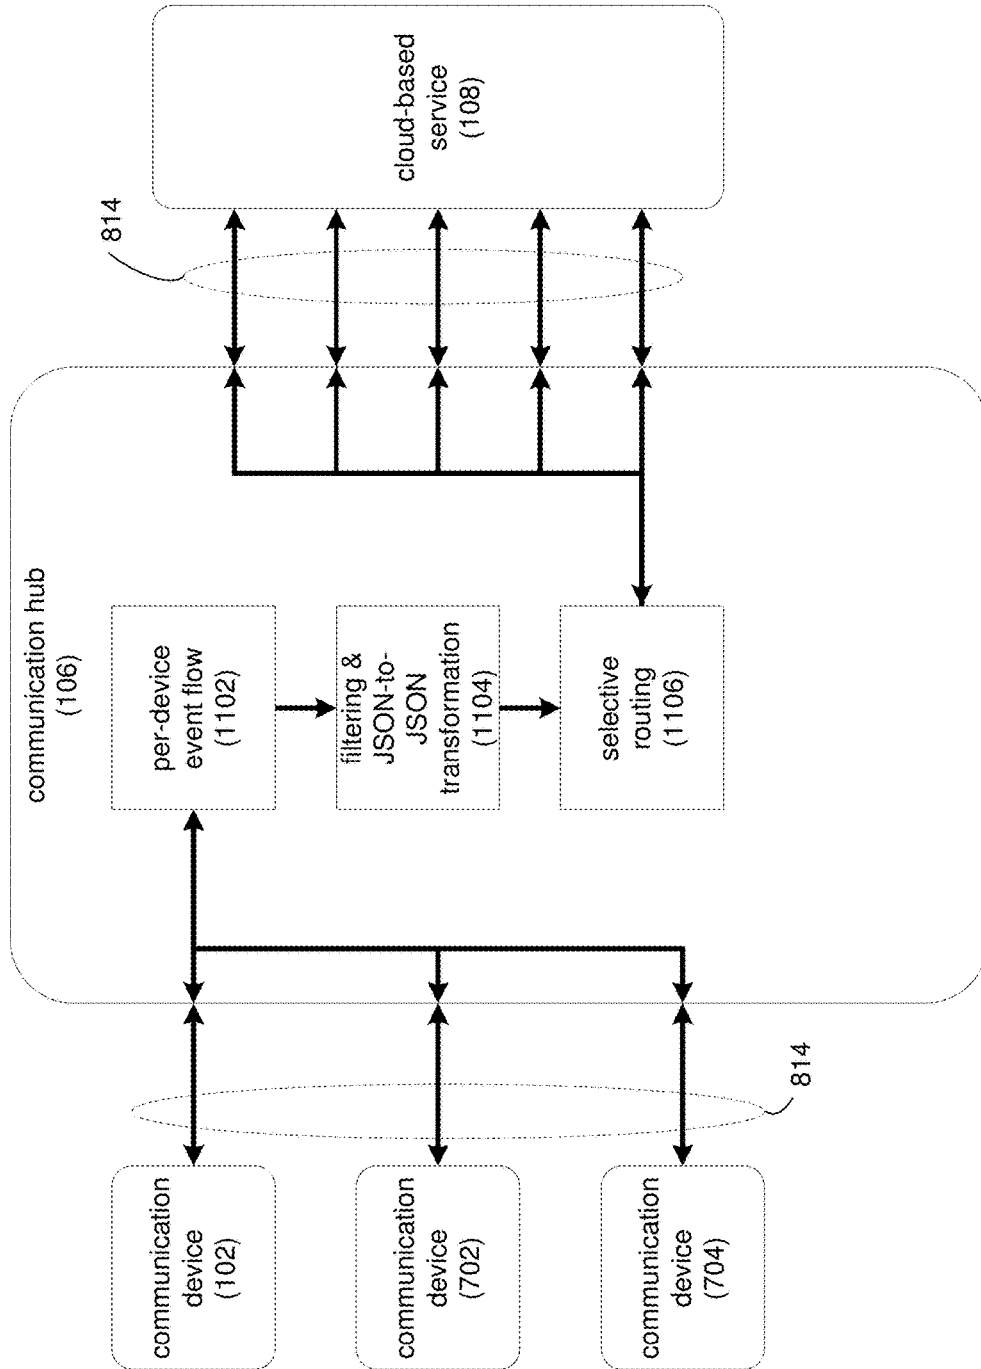 communication hub
(106)
communication
device
(102)
communication
device
(702)
communication
device
(704)
814
per-device
event flow
(1102)
filtering &
JSON-to-
JSON
transformation
(1104)
selective
routing
(1106)
814
cloud-based
service
(108)